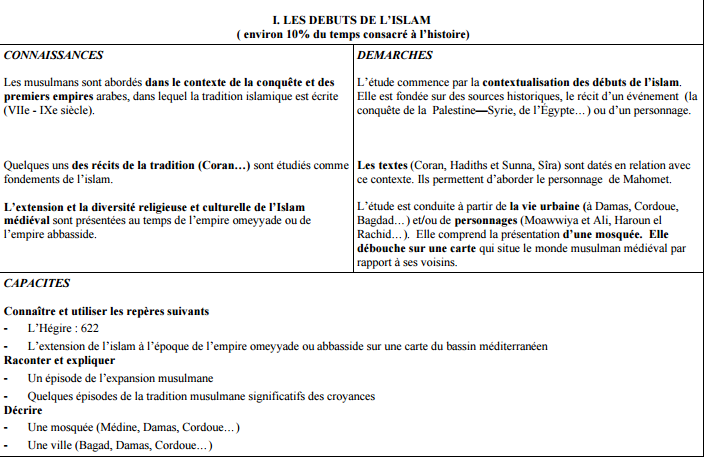 I. LES DEBUTS DE L'ISLAM
( environ 10% du temps consacré à l'histoire)
CONNAISSANCES
Les musulmans sont abordés dans le contexte de la conquête et des
premiers empires arabes, dans lequel la tradition islamique est écrite
(VIIe - IXe siècle).
Quelques uns des récits de la tradition (Coran…) sont étudiés comme
fondements de l'islam.
L'extension et la diversité religieuse et culturelle de l'Islam
médiéval sont présentées au temps de l'empire omeyyade ou de
l'empire abbasside.
DEMARCHES
L'étude commence par la contextualisation des débuts de l'islam.
Elle est fondée sur des sources historiques, le récit d'un événement (la
conquête de la Palestine—Syrie, de l'Égypte…) ou d'un personnage.
Les textes (Coran, Hadiths et Sunna, Sîra) sont datés en relation avec
ce contexte. Ils permettent d'aborder le personnage de Mahomet.
L'étude est conduite à partir de la vie urbaine (à Damas, Cordoue,
Bagdad…) et/ou de personnages (Moawwiya et Ali, Haroun el
Rachid…). Elle comprend la présentation d'une mosquée. Elle
débouche sur une carte qui situe le monde musulman médiéval par
rapport à ses voisins.
CAPACITES
Connaître et utiliser les repères suivants
- L'Hégire : 622
- L'extension de l'islam à l'époque de l'empire omeyyade ou abbasside sur une carte du bassin méditerranéen
Raconter et expliquer
- Un épisode de l'expansion musulmane
- Quelques épisodes de la tradition musulmane significatifs des croyances
Décrire
- Une mosquée (Médine, Damas, Cordoue…)
- Une ville (Bagad, Damas, Cordoue…)